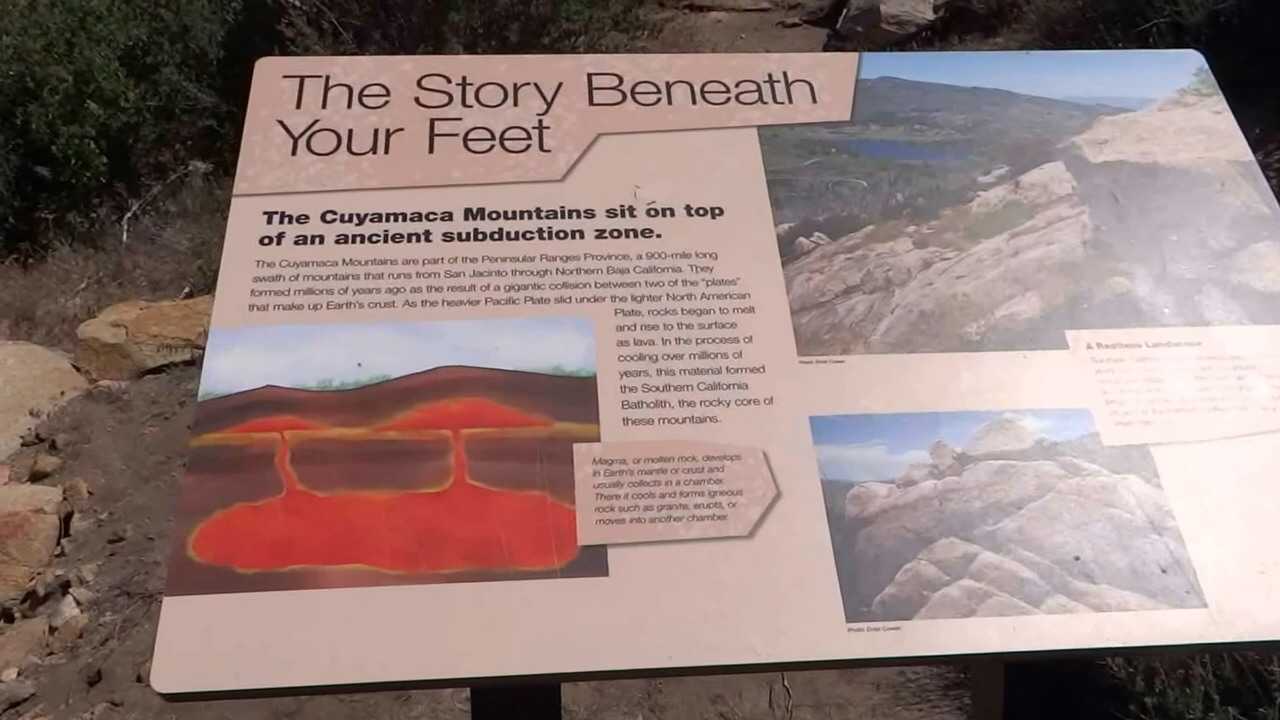 The Story Beneath
Your Feet
The Cuyamaca Mountains sit on top
of an ancient subduction zone.
The Cuyamaca Mountains are part of the Peninsular Ranges Province, a 900-mile long
swath of mountains that runs from San Jacinto through Northern Baja California. They
formed millions of years ago as the result of a gigantic collision between two of the "plates"
that make up Earth's crust. As the heavier Pacific Plate slid under the lighter North American
Plate, rocks began to melt
and rise to the surface
as lava. In the process of
cooling over millions of
years, this material formed
the Southern California
Batholith, the rocky core of
these mountains.
Magma, or molten rock, develops
in Earth's mantle or crust and
usually collects in a chamber.
There it cools and forms igneous
rock such as granite, erupts, or
moves into another chamber.
A Restless Landscape